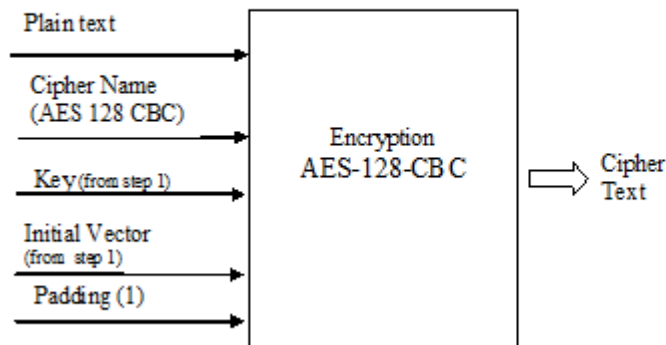 Plain text
Cipher Name
(AES 128 CBC)
Key (from step 1)
Initial Vector
(from step 1)
Padding (1)
Encryption
AES-128-CBC
Cipher
Text